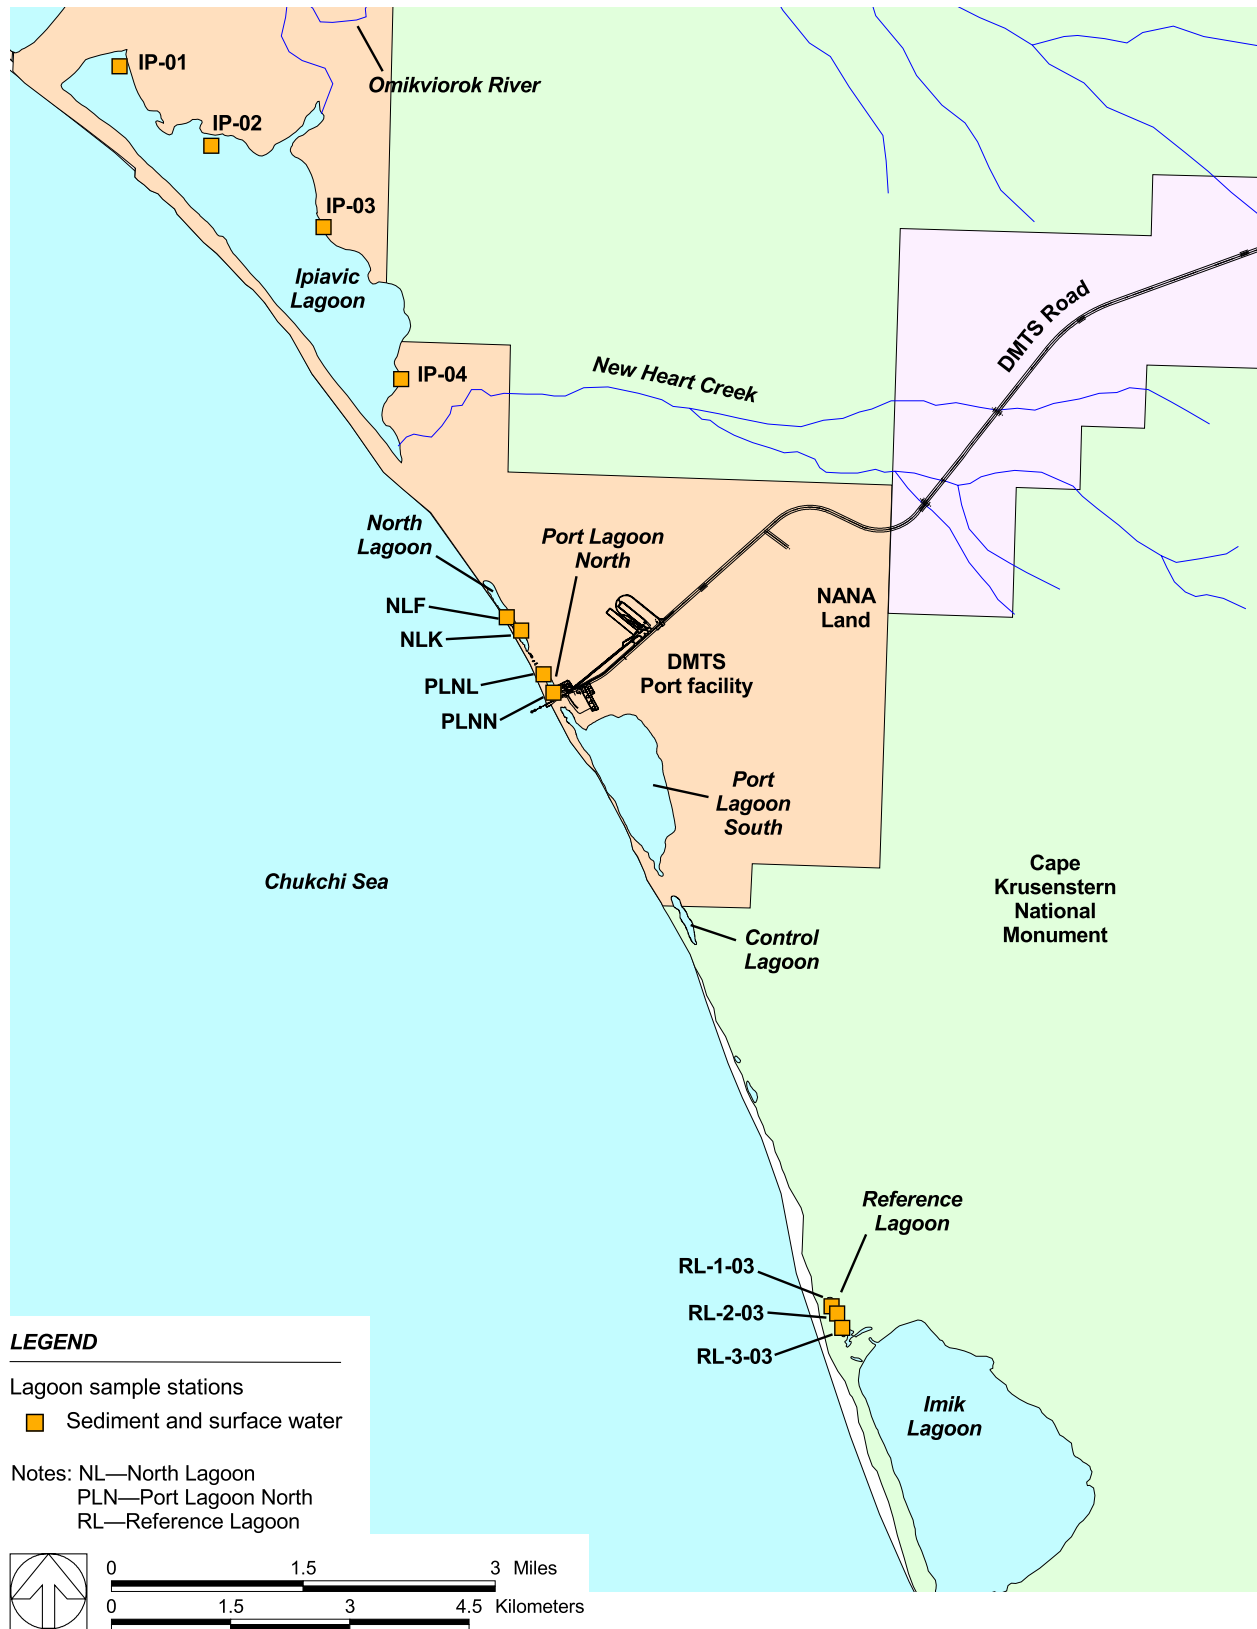 IP-01
Omikviorok River
IP-02
IP-03
Ipiavic
Lagoon
DMTS Road
New Heart Creek
IP-04
North
Lagoon
Port Lagoon
North
NLF
NLK
NANA
Land
DMTS
Port facility
PLNL
PLNN
Port
Lagoon
South
Chukchi Sea
Cape
Krusenstern
National
Monument
Control
Lagoon
Reference
Lagoon
RL-1-03
RL-2-03
RL-3-03
Imik
Lagoon
LEGEND
Lagoon sample stations
Sediment and surface water
Notes: NL—North Lagoon
PLN—Port Lagoon North
RL—Reference Lagoon
0 1.5 3 Miles
0 1.5 3 4.5 Kilometers